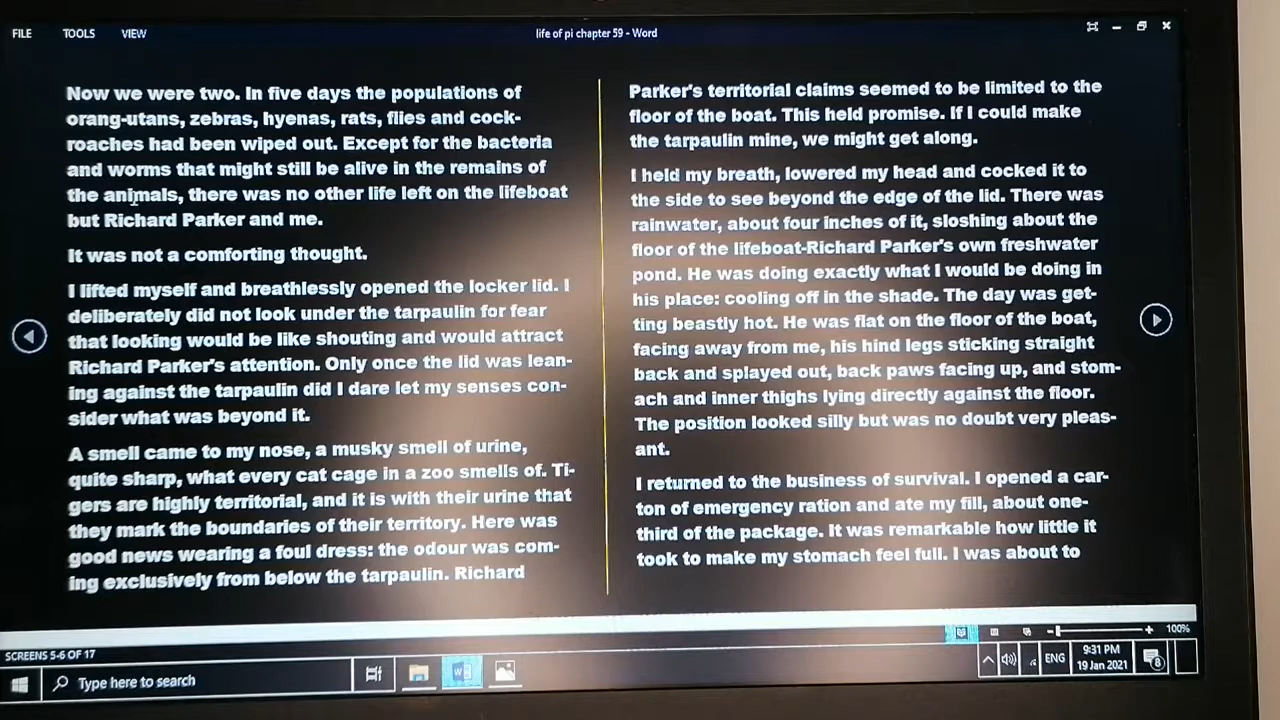 FILE TOOLS VIEW life of pi chapter 59 - Word
Now we were two. In five days the populations of
orang-utans, zebras, hyenas, rats, flies and cock-
roaches had been wiped out. Except for the bacteria
and worms that might still be alive in the remains of
the animals, there was no other life left on the lifeboat
but Richard Parker and me.
It was not a comforting thought.
I lifted myself and breathlessly opened the locker lid. I
deliberately did not look under the tarpaulin for fear
that looking would be like shouting and would attract
Richard Parker's attention. Only once the lid was lean-
ing against the tarpaulin did I dare let my senses con-
sider what was beyond it.
A smell came to my nose, a musky smell of urine,
quite sharp, what every cat cage in a zoo smells of. Ti-
gers are highly territorial, and it is with their urine that
they mark the boundaries of their territory. Here was
good news wearing a foul dress: the odour was com-
ing exclusively from below the tarpaulin. Richard
Parker's territorial claims seemed to be limited to the
floor of the boat. This held promise. If I could make
the tarpaulin mine, we might get along.
I held my breath, lowered my head and cocked it to
the side to see beyond the edge of the lid. There was
rainwater, about four inches of it, sloshing about the
floor of the lifeboat-Richard Parker's own freshwater
pond. He was doing exactly what I would be doing in
his place: cooling off in the shade. The day was get-
ting beastly hot. He was flat on the floor of the boat,
facing away from me, his hind legs sticking straight
back and splayed out, back paws facing up, and stom-
ach and inner thighs lying directly against the floor.
The position looked silly but was no doubt very pleas-
ant.
I returned to the business of survival. I opened a car-
ton of emergency ration and ate my fill, about one-
third of the package. It was remarkable how little it
took to make my stomach feel full. I was about to
SCREENS 5-6 OF 17
100%
Type here to search
ENG
9:31 PM
19 Jan 2021
8